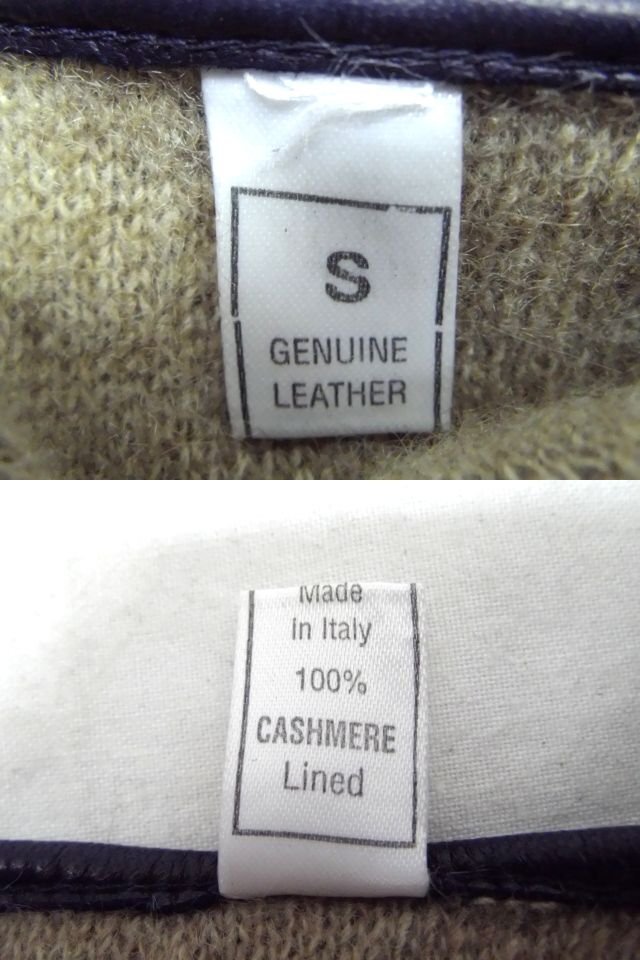 S
GENUINE
LEATHER
Made
in Italy
100%
CASHMERE
Lined